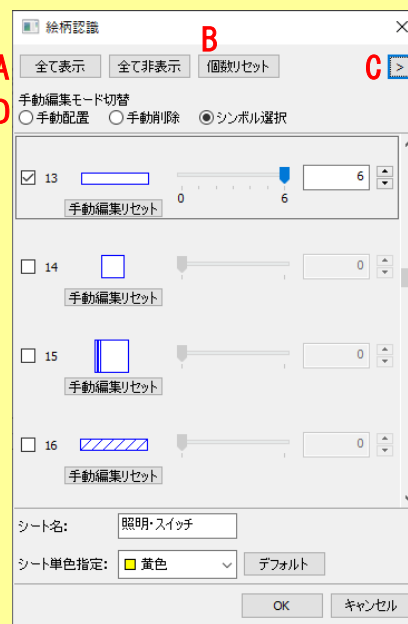 絵柄認識
B
A 全て表示 全て非表示 個数リセット C >
手動編集モード切替
D 手動配置 手動削除 シンボル選択
13 6
手動編集リセット 0 6
14 0
手動編集リセット
15 0
手動編集リセット
16 0
手動編集リセット
シート名: 照明・スイッチ
シート単色指定: 黄色 デフォルト
OK キャンセル